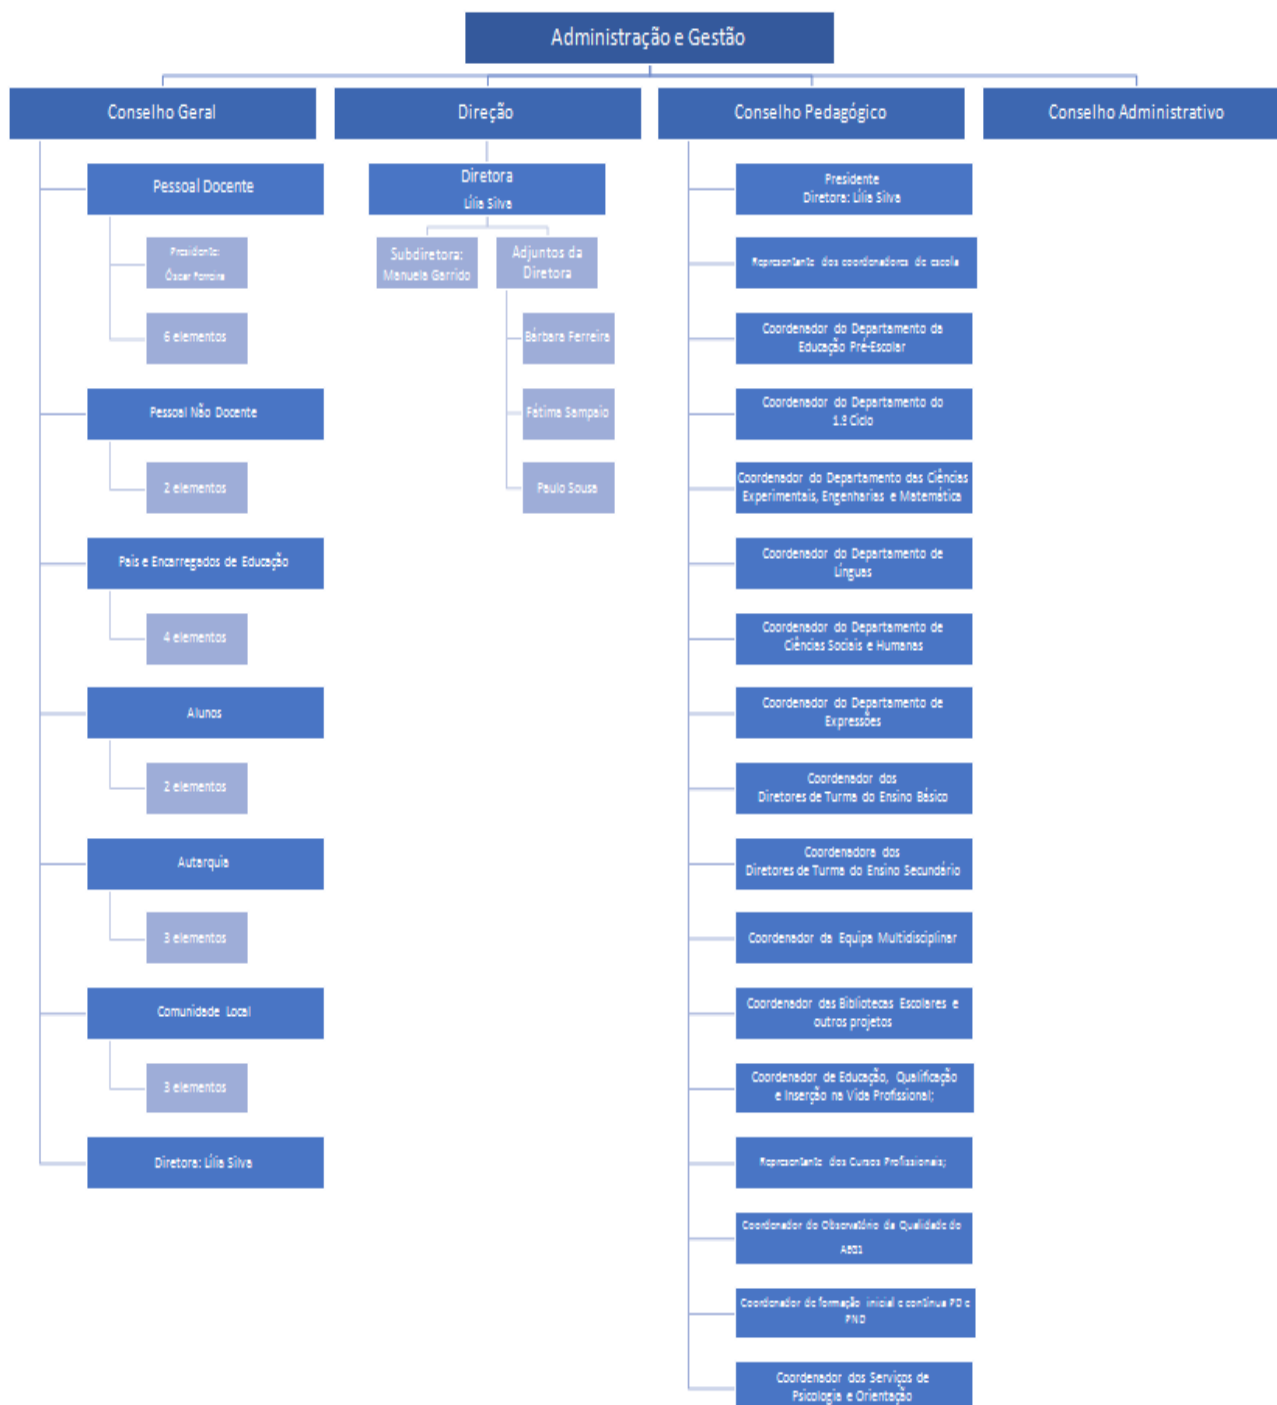 Administração e Gestão
Conselho Geral
Direção
Conselho Pedagógico
Conselho Administrativo
Pessoal Docente
Presidente:
Óscar Ferreira
6 elementos
Pessoal Não Docente
2 elementos
Pais e Encarregados de Educação
4 elementos
Alunos
2 elementos
Autarquia
3 elementos
Comunidade Local
3 elementos
Diretora: Lília Silva
Diretora
Lília Silva
Subdiretora:
Manuela Garrido
Adjuntos da
Diretora
Bárbara Ferreira
Fátima Sampaio
Paulo Sousa
Presidente
Diretora: Lília Silva
Representante dos coordenadores de escola
Coordenador do Departamento da
Educação Pré-Escolar
Coordenador do Departamento do
1.º Ciclo
Coordenador do Departamento das Ciências
Experimentais, Engenharias e Matemática
Coordenador do Departamento de
Línguas
Coordenador do Departamento de
Ciências Sociais e Humanas
Coordenador do Departamento de
Expressões
Coordenador dos
Diretores de Turma do Ensino Básico
Coordenadora dos
Diretores de Turma do Ensino Secundário
Coordenador da Equipa Multidisciplinar
Coordenador das Bibliotecas Escolares e
outros projetos
Coordenador de Educação, Qualificação
e Inserção na Vida Profissional;
Representante dos Cursos Profissionais;
Coordenador do Observatório da Qualidade do
Coordenador de formação inicial e contínua PD e
PND
Coordenador dos Serviços de
Psicologia e Orientação